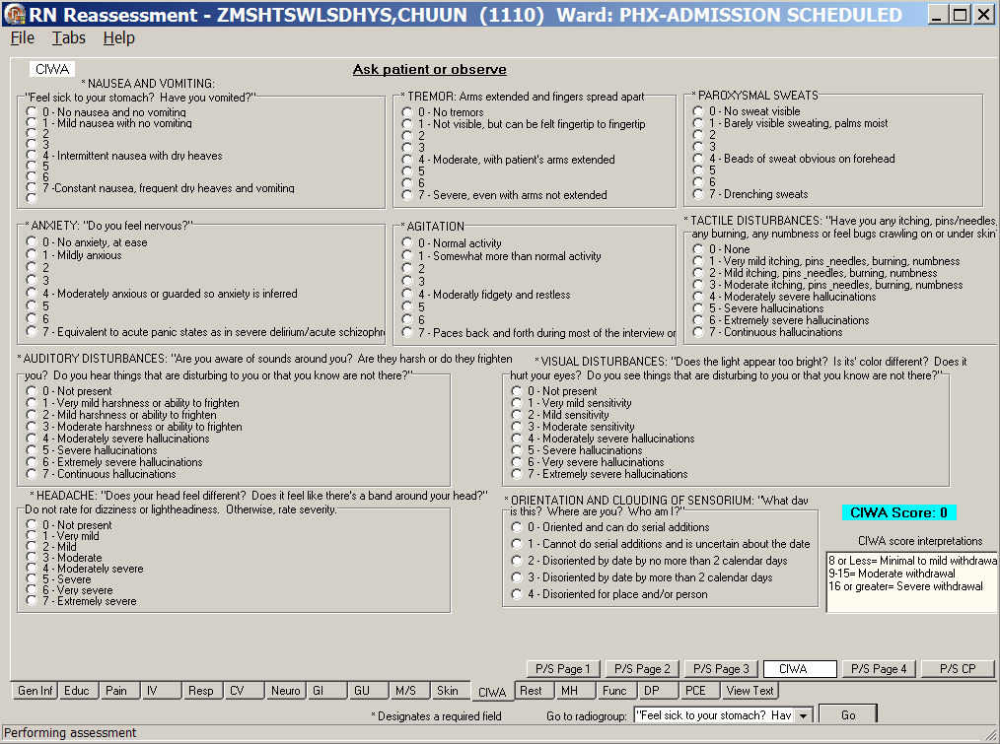 RN Reassessment - ZMSHTSWLSDHYS,CHUUN (1110) Ward: PHX-ADMISSION SCHEDULED
File Tabs Help
CIWA
Ask patient or observe
* NAUSEA AND VOMITING:
"Feel sick to your stomach? Have you vomited?"
0 - No nausea and no vomiting
1 - Mild nausea with no vomiting
2
3
4 - Intermittent nausea with dry heaves
5
6
7 -Constant nausea, frequent dry heaves and vomiting
* TREMOR: Arms extended and fingers spread apart
0 - No tremors
1 - Not visible, but can be felt fingertip to fingertip
2
3
4 - Moderate, with patient's arms extended
5
6
7 - Severe, even with arms not extended
* PAROXYSMAL SWEATS
0 - No sweat visible
1 - Barely visible sweating, palms moist
2
3
4 - Beads of sweat obvious on forehead
5
6
7 - Drenching sweats
* ANXIETY: "Do you feel nervous?"
0 - No anxiety, at ease
1 - Mildly anxious
2
3
4 - Moderately anxious or guarded so anxiety is inferred
5
6
7 - Equivalent to acute panic states as in severe delirium/acute schizophre
* AGITATION
0 - Normal activity
1 - Somewhat more than normal activity
2
3
4 - Moderatly fidgety and restless
5
6
7 - Paces back and forth during most of the interview or
* TACTILE DISTURBANCES: "Have you any itching, pins/needles,
any burning, any numbness or feel bugs crawling on or under skin
0 - None
1 - Very mild itching, pins_needles, burning, numbness
2 - Mild itching, pins_needles, burning, numbness
3 - Moderate itching, pins_needles, burning, numbness
4 - Moderately severe hallucinations
5 - Severe hallucinations
6 - Extremely severe hallucinations
7 - Continuous hallucinations
* AUDITORY DISTURBANCES: "Are you aware of sounds around you? Are they harsh or do they frighten
you? Do you hear things that are disturbing to you or that you know are not there?"
0 - Not present
1 - Very mild harshness or ability to frighten
2 - Mild harshness or ability to frighten
3 - Moderate harshness or ability to frighten
4 - Moderately severe hallucinations
5 - Severe hallucinations
6 - Extremely severe hallucinations
7 - Continuous hallucinations
* VISUAL DISTURBANCES: "Does the light appear too bright? Is its' color different? Does it
hurt your eyes? Do you see things that are disturbing to you or that you know are not there?"
0 - Not present
1 - Very mild sensitivity
2 - Mild sensitivity
3 - Moderate sensitivity
4 - Moderately severe hallucinations
5 - Severe hallucinations
6 - Very severe hallucinations
7 - Extremely severe hallucinations
* HEADACHE: "Does your head feel different? Does it feel like there's a band around your head?"
Do not rate for dizziness or lightheadiness. Otherwise, rate severity.
0 - Not present
1 - Very mild
2 - Mild
3 - Moderate
4 - Moderately severe
5 - Severe
6 - Very severe
7 - Extremely severe
* ORIENTATION AND CLOUDING OF SENSORIUM: "What day
is this? Where are you? Who am I?"
0 - Oriented and can do serial additions
1 - Cannot do serial additions and is uncertain about the date
2 - Disoriented by date by no more than 2 calendar days
3 - Disoriented by date by more than 2 calendar days
4 - Disoriented for place and/or person
CIWA Score: 0
CIWA score interpretations
8 or Less= Minimal to mild withdrawa
9-15= Moderate withdrawal
16 or greater= Severe withdrawal
P/S Page 1 P/S Page 2 P/S Page 3 CIWA P/S Page 4 P/S CP
Gen Inf Educ Pain IV Resp CV Neuro GI GU M/S Skin CIWA Rest MH Func DP PCE View Text
* Designates a required field Go to radiogroup: "Feel sick to your stomach? Hav Go
Performing assessment